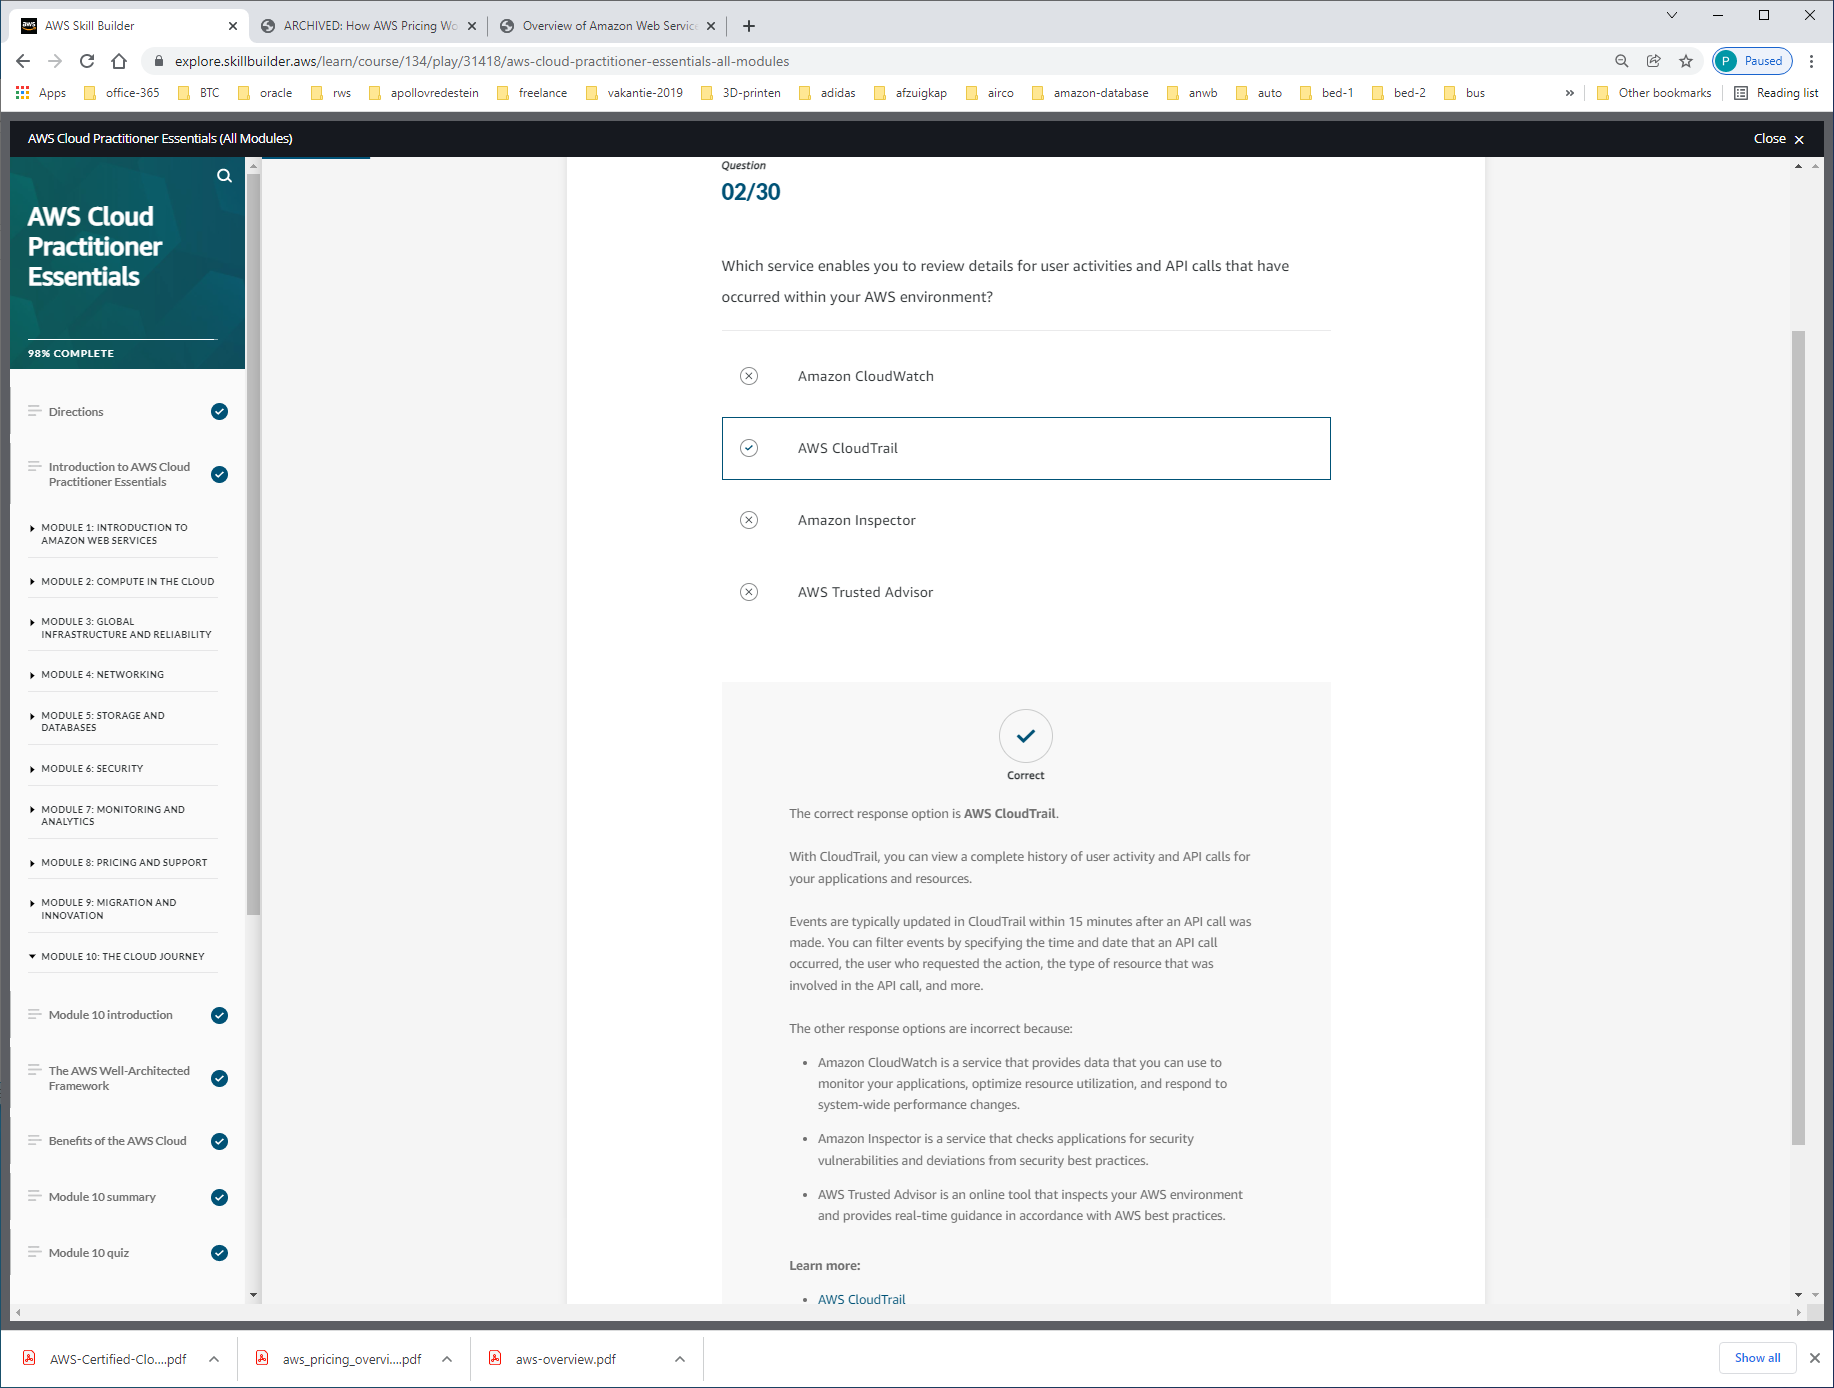 AWS Skill Builder
ARCHIVED: How AWS Pricing Wo
Overview of Amazon Web Service
explore.skillbuilder.aws/learn/course/134/play/31418/aws-cloud-practitioner-essentials-all-modules
P Paused
Apps office-365 BTC oracle rws apollovredestein freelance vakantie-2019 3D-printen adidas afzuigkap airco amazon-database anwb auto bed-1 bed-2 bus » Other bookmarks Reading list
AWS Cloud Practitioner Essentials (All Modules)
Close
AWS Cloud
Practitioner
Essentials
98% COMPLETE
Directions
Introduction to AWS Cloud
Practitioner Essentials
MODULE 1: INTRODUCTION TO
AMAZON WEB SERVICES
MODULE 2: COMPUTE IN THE CLOUD
MODULE 3: GLOBAL
INFRASTRUCTURE AND RELIABILITY
MODULE 4: NETWORKING
MODULE 5: STORAGE AND
DATABASES
MODULE 6: SECURITY
MODULE 7: MONITORING AND
ANALYTICS
MODULE 8: PRICING AND SUPPORT
MODULE 9: MIGRATION AND
INNOVATION
MODULE 10: THE CLOUD JOURNEY
Module 10 introduction
The AWS Well-Architected
Framework
Benefits of the AWS Cloud
Module 10 summary
Module 10 quiz
Question
02/30
Which service enables you to review details for user activities and API calls that have
occurred within your AWS environment?
Amazon CloudWatch
AWS CloudTrail
Amazon Inspector
AWS Trusted Advisor
Correct
The correct response option is AWS CloudTrail.
With CloudTrail, you can view a complete history of user activity and API calls for
your applications and resources.
Events are typically updated in CloudTrail within 15 minutes after an API call was
made. You can filter events by specifying the time and date that an API call
occurred, the user who requested the action, the type of resource that was
involved in the API call, and more.
The other response options are incorrect because:
• Amazon CloudWatch is a service that provides data that you can use to
monitor your applications, optimize resource utilization, and respond to
system-wide performance changes.
• Amazon Inspector is a service that checks applications for security
vulnerabilities and deviations from security best practices.
• AWS Trusted Advisor is an online tool that inspects your AWS environment
and provides real-time guidance in accordance with AWS best practices.
Learn more:
• AWS CloudTrail
AWS-Certified-Clo....pdf
aws_pricing_overvi....pdf
aws-overview.pdf
Show all